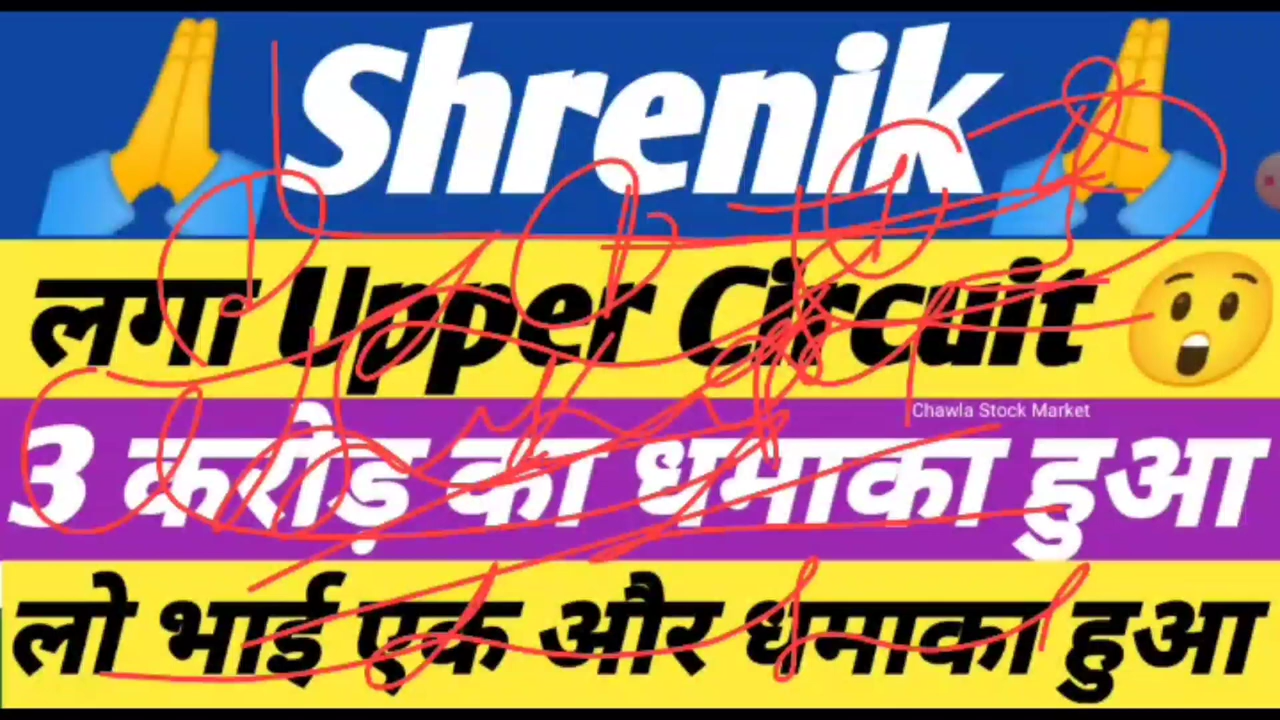 Shrenik
लगा Upper Circuit
Chawla Stock Market
3 करोड़ का धमाका हुआ
लो भाई एक और धमाका हुआ